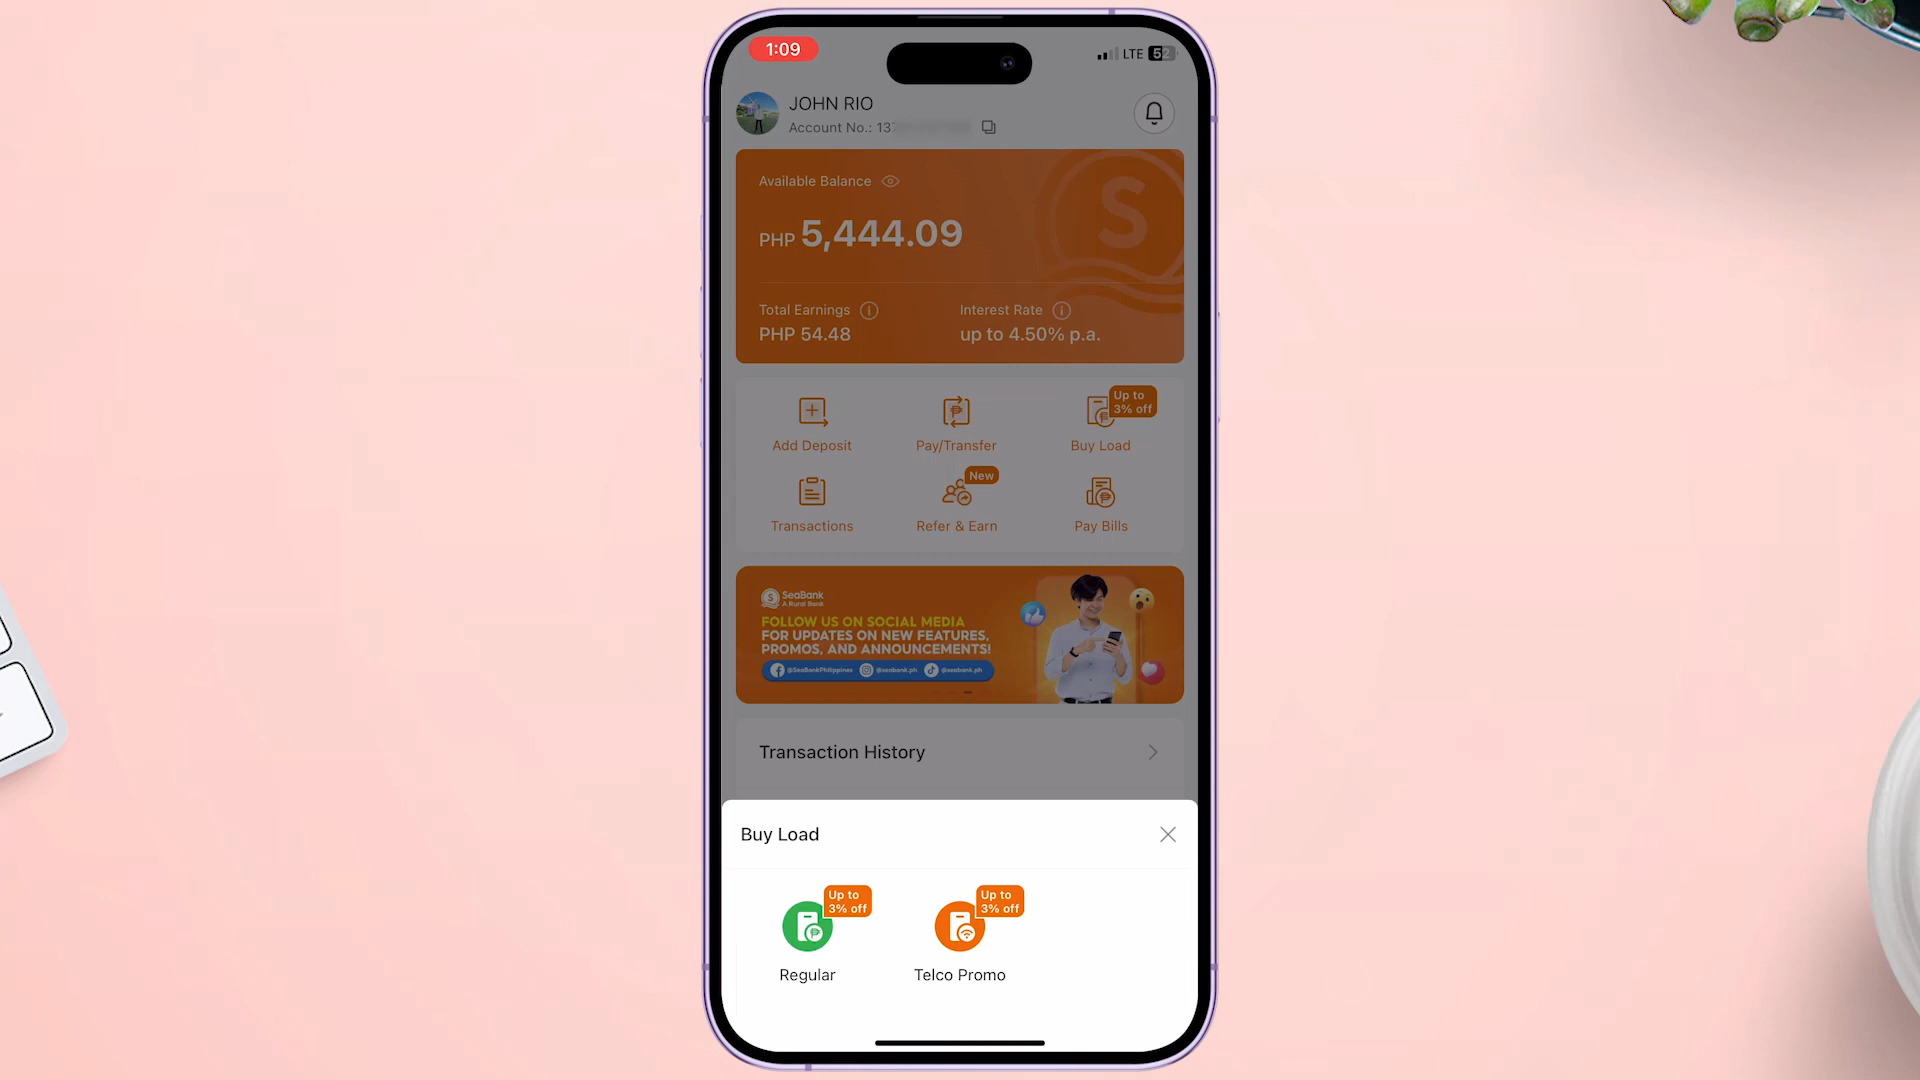 1:09
LTE 52
JOHN RIO
Account No.: 13
Available Balance
PHP 5,444.09
Total Earnings
PHP 54.48
Interest Rate
up to 4.50% p.a.
Add Deposit
Pay/Transfer
Up to
3% off
Buy Load
Transactions
New
Refer & Earn
Pay Bills
SeaBank
A Rural Bank
FOLLOW US ON SOCIAL MEDIA
FOR UPDATES ON NEW FEATURES,
PROMOS, AND ANNOUNCEMENTS!
@SeaBankPhilippines @seabank.ph @seabank.ph
Transaction History
Buy Load
Up to
3% off
Regular
Up to
3% off
Telco Promo